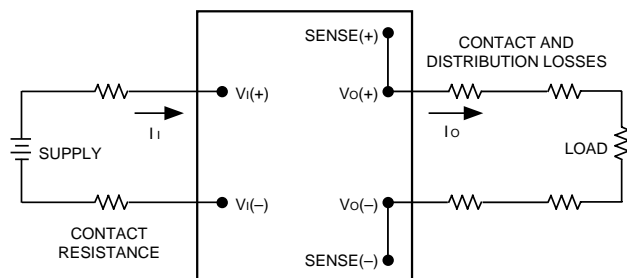 SENSE(+)
CONTACT AND
DISTRIBUTION LOSSES
VI(+)
VO(+)
II
IO
SUPPLY
LOAD
VI(–)
VO(–)
CONTACT
RESISTANCE
SENSE(–)